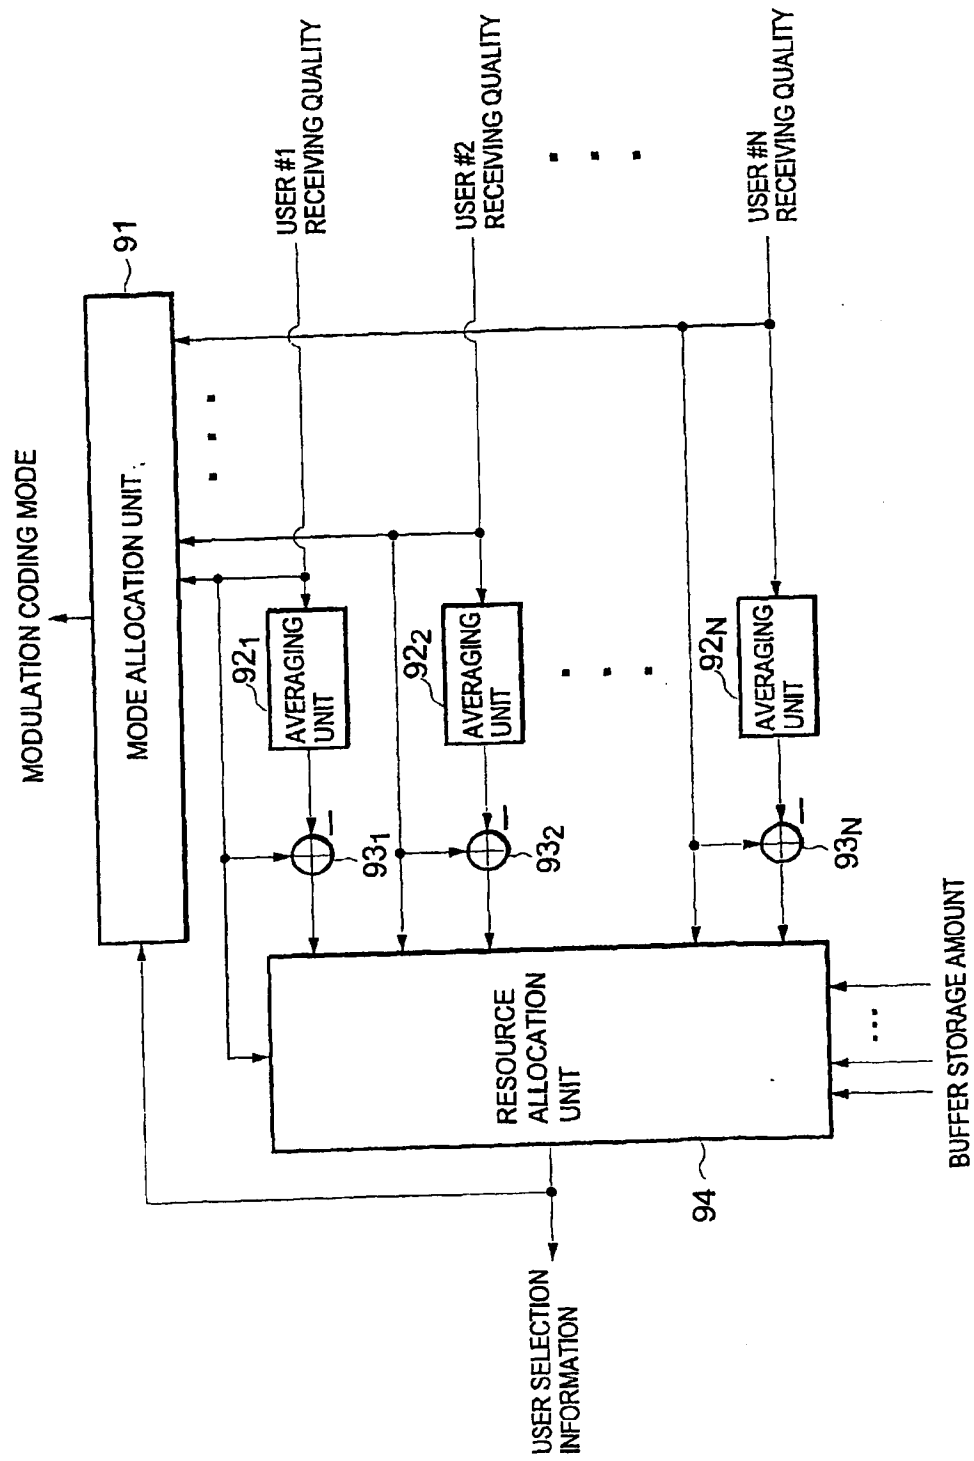 MODULATION CODING MODE
MODE ALLOCATION UNIT
91
USER #1
RECEIVING QUALITY
USER #2
RECEIVING QUALITY
USER #N
RECEIVING QUALITY
92₁
AVERAGING
UNIT
92₂
AVERAGING
UNIT
92N
AVERAGING
UNIT
93₁
93₂
93N
RESOURCE
ALLOCATION
UNIT
94
BUFFER STORAGE AMOUNT
USER SELECTION
INFORMATION